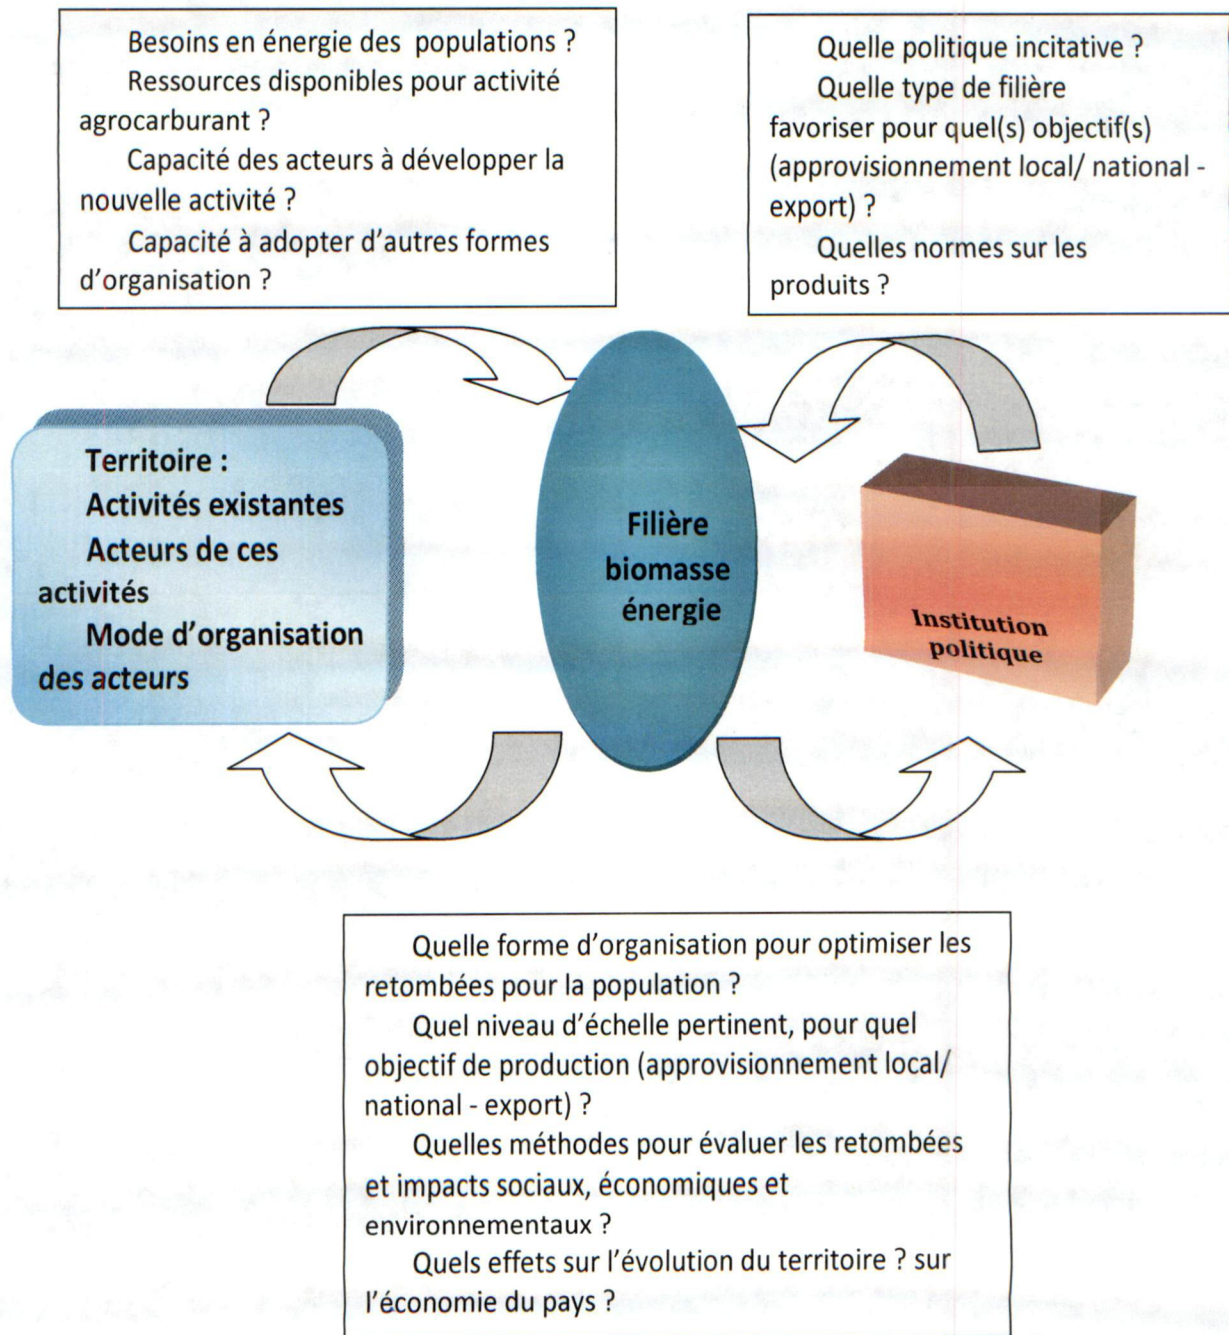 Besoins en énergie des populations ?
Ressources disponibles pour activité
agrocarburant ?
Capacité des acteurs à développer la
nouvelle activité ?
Capacité à adopter d'autres formes
d'organisation ?
Quelle politique incitative ?
Quelle type de filière
favoriser pour quel(s) objectif(s)
(approvisionnement local/ national -
export) ?
Quelles normes sur les
produits ?
Territoire :
Activités existantes
Acteurs de ces
activités
Mode d'organisation
des acteurs
Filière
biomasse
énergie
Institution
politique
Quelle forme d'organisation pour optimiser les
retombées pour la population ?
Quel niveau d'échelle pertinent, pour quel
objectif de production (approvisionnement local/
national - export) ?
Quelles méthodes pour évaluer les retombées
et impacts sociaux, économiques et
environnementaux ?
Quels effets sur l'évolution du territoire ? sur
l'économie du pays ?